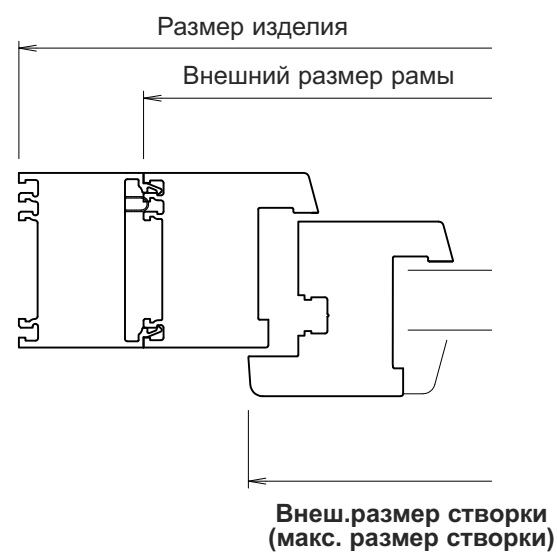 Размер изделия
Внешний размер рамы
Внеш.размер створки
(макс. размер створки)